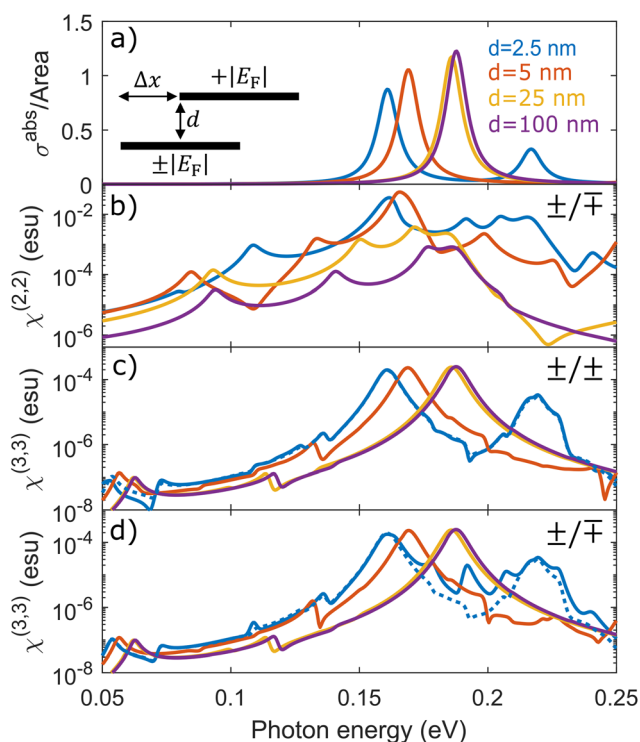 a)
1.5
1
0.5
0
σ^abs/Area
Δx
+|E_F|
d
±|E_F|
d=2.5 nm
d=5 nm
d=25 nm
d=100 nm
b)
±/∓
10^-2
10^-4
10^-6
χ^(2,2) (esu)
c)
±/±
10^-4
10^-6
10^-8
χ^(3,3) (esu)
d)
±/∓
10^-4
10^-6
10^-8
χ^(3,3) (esu)
0.05
0.1
0.15
0.2
0.25
Photon energy (eV)